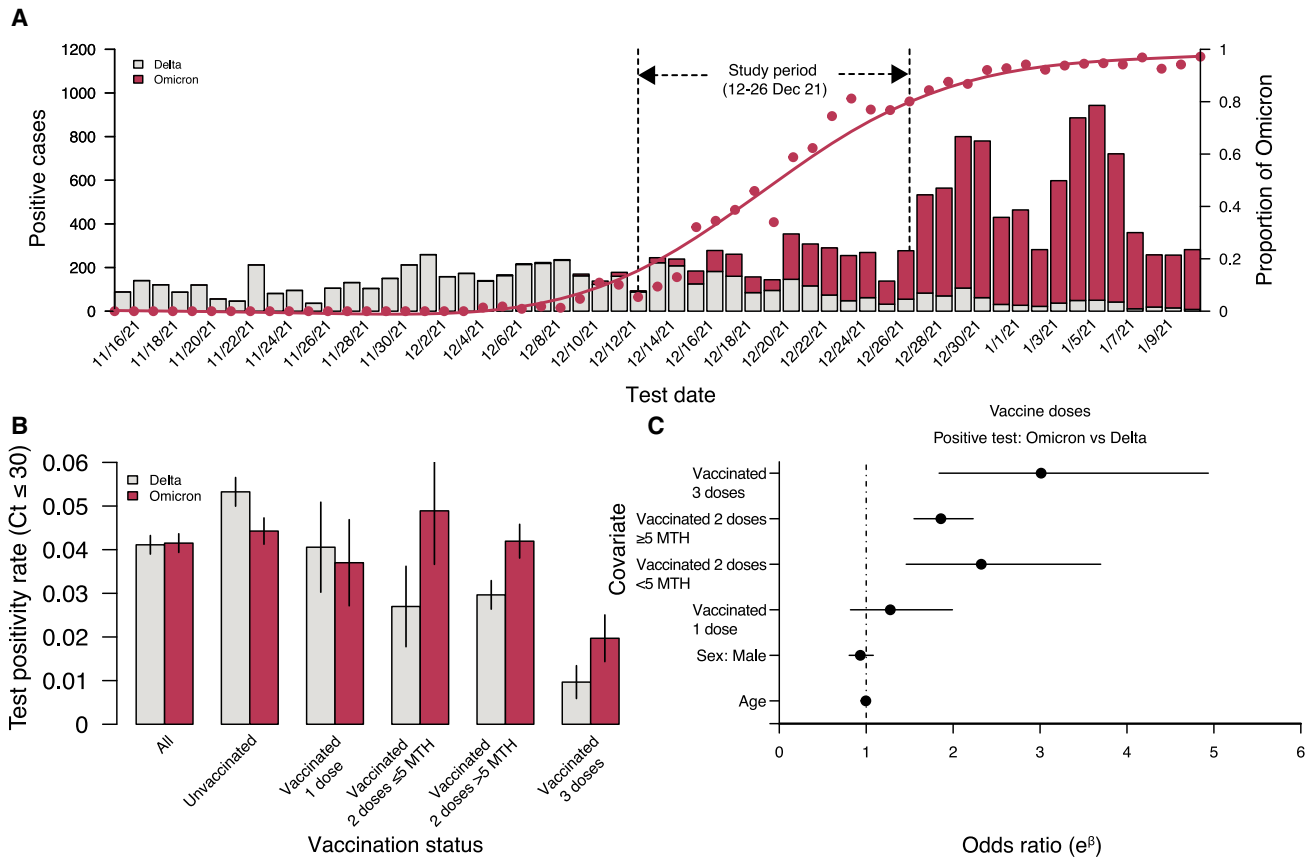 A
Positive cases
1200
1000
800
600
400
200
0
Delta
Omicron
Study period
(12-26 Dec 21)
1
0.8
0.6
0.4
0.2
0
Proportion of Omicron
11/16/21
11/18/21
11/20/21
11/22/21
11/24/21
11/26/21
11/28/21
11/30/21
12/2/21
12/4/21
12/6/21
12/8/21
12/10/21
12/12/21
12/14/21
12/16/21
12/18/21
12/20/21
12/22/21
12/24/21
12/26/21
12/28/21
12/30/21
1/1/21
1/3/21
1/5/21
1/7/21
1/9/21
Test date
B
Test positivity rate (Ct ≤ 30)
0.06
0.05
0.04
0.03
0.02
0.01
0
Delta
Omicron
All
Unvaccinated
Vaccinated
1 dose
Vaccinated
2 doses ≤5 MTH
Vaccinated
2 doses >5 MTH
Vaccinated
3 doses
Vaccination status
C
Vaccine doses
Positive test: Omicron vs Delta
Covariate
Vaccinated
3 doses
Vaccinated 2 doses
≥5 MTH
Vaccinated 2 doses
<5 MTH
Vaccinated
1 dose
Sex: Male
Age
0
1
2
3
4
5
6
Odds ratio (eᵝ)